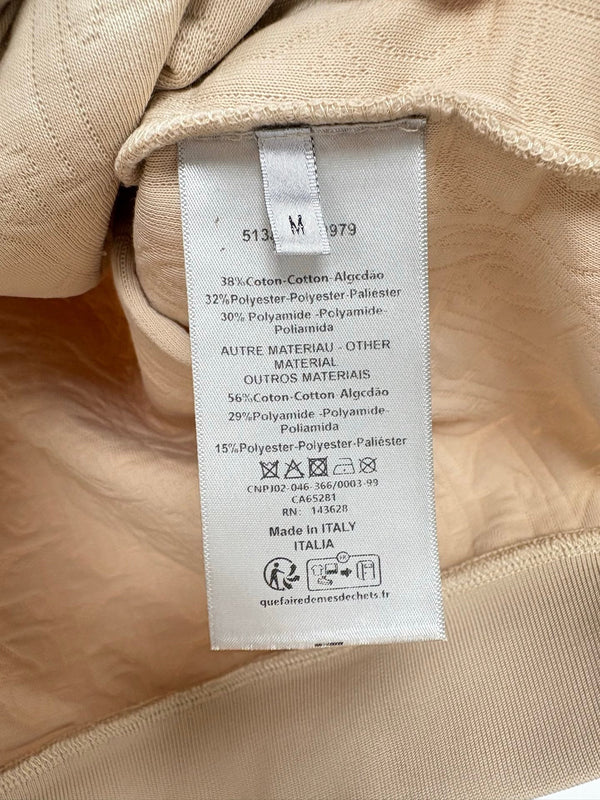 M
513 979
38%Coton-Cotton-Algcdão
32%Polyester-Polyester-Paliéster
30% Polyamide -Polyamide-
Poliamida
AUTRE MATERIAU - OTHER
MATERIAL
OUTROS MATERIAIS
56%Coton-Cotton-Algcdão
29%Polyamide -Polyamide-
Poliamida
15%Polyester-Polyester-Paliéster
CNPJ02-046-366/0003-99
CA65281
RN: 143628
Made in ITALY
ITALIA
FR
quefairedemesdechets.fr